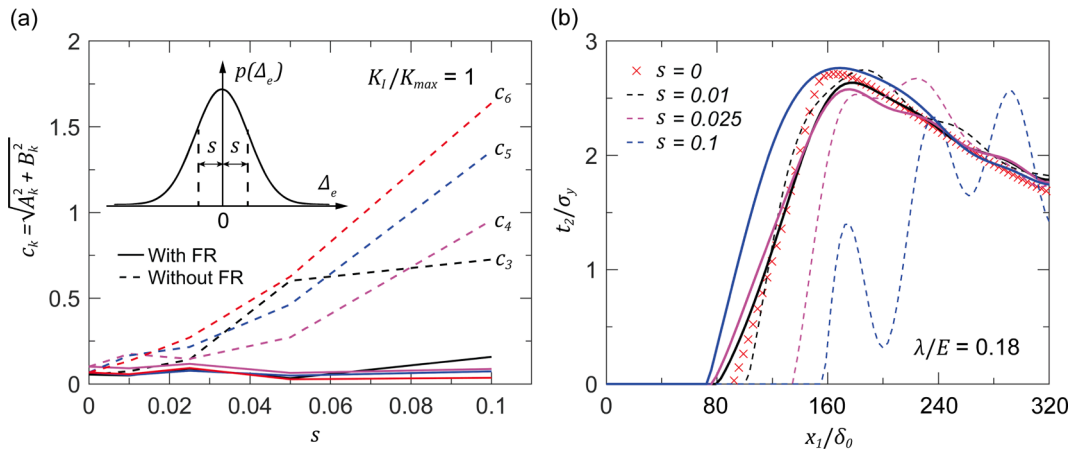 (a)
2
1.5
1
0.5
0
0
0.02
0.04
0.06
0.08
0.1
s
c_k = √(A_k^2 + B_k^2)
p(Δ_e)
K_I/K_max = 1
s s
Δ_e
0
With FR
Without FR
c_6
c_5
c_4
c_3
(b)
3
2
1
0
0
80
160
240
320
x_1/δ_0
t_2/σ_y
s = 0
s = 0.01
s = 0.025
s = 0.1
λ/E = 0.18